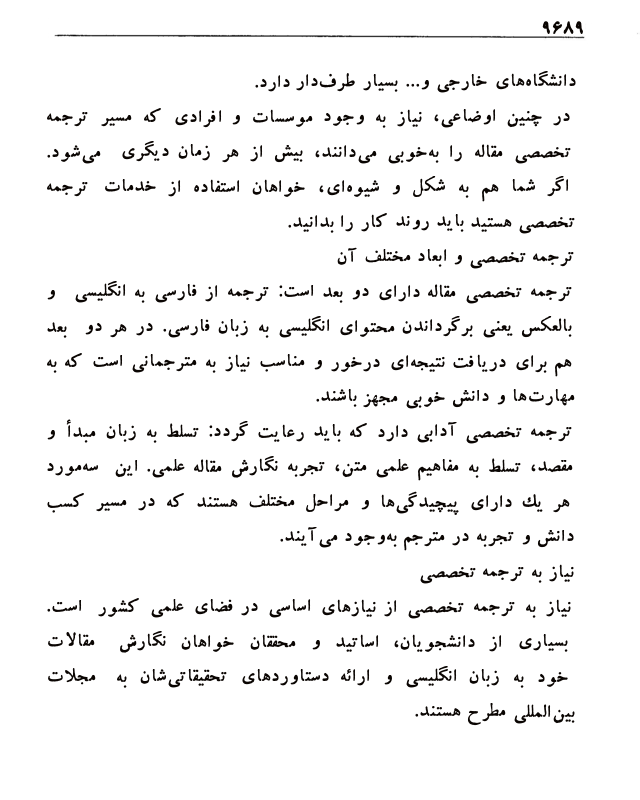 ۹۶۸۹
دانشگاه‌های خارجی و... بسیار طرف‌دار دارد.
در چنین اوضاعی، نیاز به وجود موسسات و افرادی که مسیر ترجمه
تخصصی مقاله را به‌خوبی می‌دانند، بیش از هر زمان دیگری می‌شود.
اگر شما هم به شکل و شیوه‌ای، خواهان استفاده از خدمات ترجمه
تخصصی هستید باید روند کار را بدانید.
ترجمه تخصصی و ابعاد مختلف آن
ترجمه تخصصی مقاله دارای دو بعد است: ترجمه از فارسی به انگلیسی و
بالعکس یعنی برگرداندن محتوای انگلیسی به زبان فارسی. در هر دو بعد
هم برای دریافت نتیجه‌ای درخور و مناسب نیاز به مترجمانی است که به
مهارت‌ها و دانش خوبی مجهز باشند.
ترجمه تخصصی آدابی دارد که باید رعایت گردد: تسلط به زبان مبدأ و
مقصد، تسلط به مفاهیم علمی متن، تجربه نگارش مقاله علمی. این سه‌مورد
هر یك دارای پیچیدگی‌ها و مراحل مختلف هستند که در مسیر کسب
دانش و تجربه در مترجم به‌وجود می‌آیند.
نیاز به ترجمه تخصصی
نیاز به ترجمه تخصصی از نیازهای اساسی در فضای علمی کشور است.
بسیاری از دانشجویان، اساتید و محققان خواهان نگارش مقالات
خود به زبان انگلیسی و ارائه دستاوردهای تحقیقاتی‌شان به مجلات
بین‌المللی مطرح هستند.